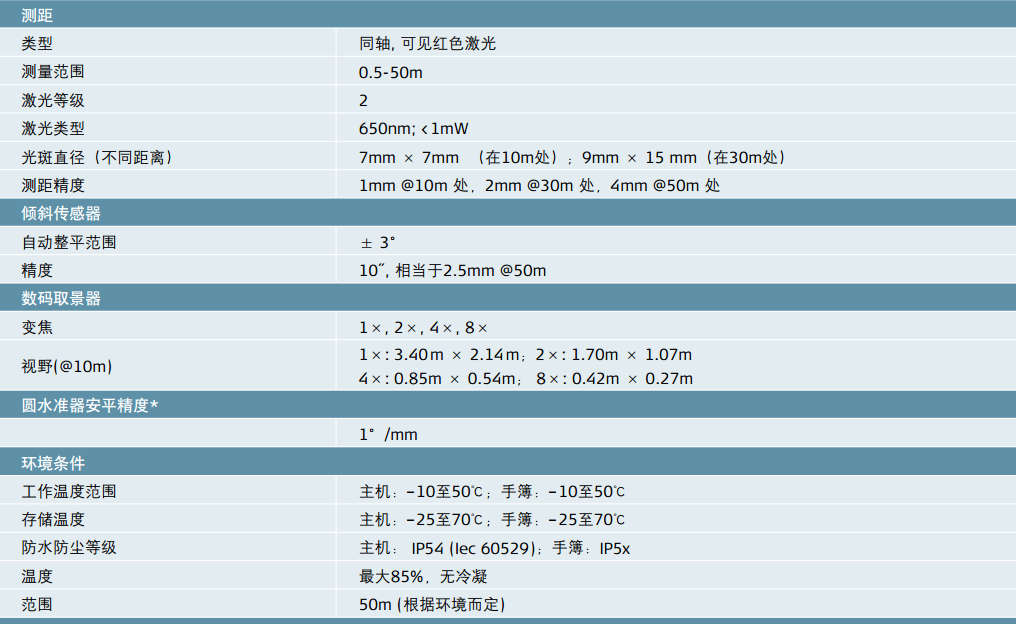 测距
类型 同轴, 可见红色激光
测量范围 0.5-50m
激光等级 2
激光类型 650nm; <1mW
光斑直径（不同距离） 7mm × 7mm （在10m处）; 9mm × 15 mm（在30m处）
测距精度 1mm @10m 处, 2mm @30m 处, 4mm @50m 处
倾斜传感器
自动整平范围 ± 3°
精度 10˝, 相当于2.5mm @50m
数码取景器
变焦 1×, 2×, 4×, 8×
视野(@10m) 1×: 3.40m × 2.14m; 2×: 1.70m × 1.07m
4×: 0.85m × 0.54m; 8×: 0.42m × 0.27m
圆水准器安平精度*
1° /mm
环境条件
工作温度范围 主机: −10至50℃; 手簿: −10至50℃
存储温度 主机: −25至70℃; 手簿: −25至70℃
防水防尘等级 主机: IP54 (Iec 60529); 手簿: IP5x
温度 最大85%, 无冷凝
范围 50m (根据环境而定)